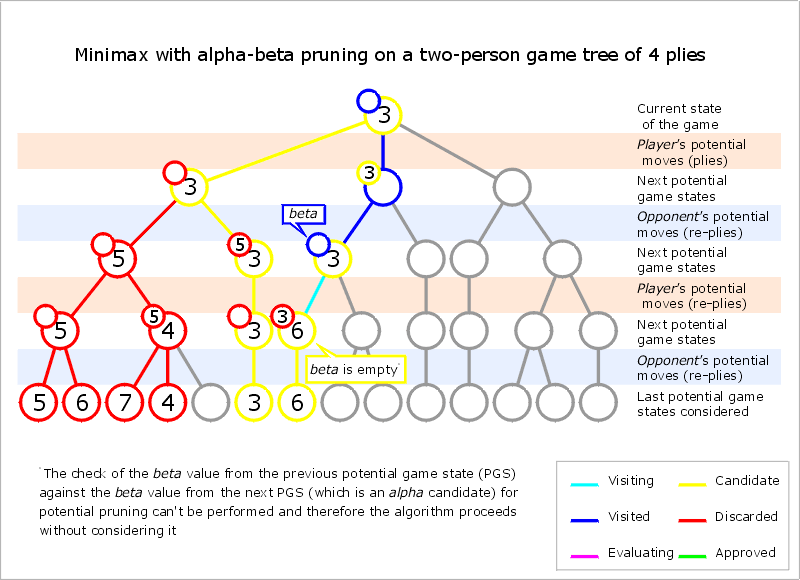 Minimax with alpha-beta pruning on a two-person game tree of 4 plies
Current state
of the game
3
Player's potential
moves (plies)
3
3
Next potential
game states
beta
Opponent's potential
moves (re-plies)
5
5
3
3
Next potential
game states
Player's potential
moves (re-plies)
5
5
4
3
3
6
Next potential
game states
beta is empty*
Opponent's potential
moves (re-plies)
5
6
7
4
3
6
Last potential game
states considered
*The check of the beta value from the previous potential game state (PGS)
against the beta value from the next PGS (which is an alpha candidate) for
potential pruning can't be performed and therefore the algorithm proceeds
without considering it
Visiting
Candidate
Visited
Discarded
Evaluating
Approved